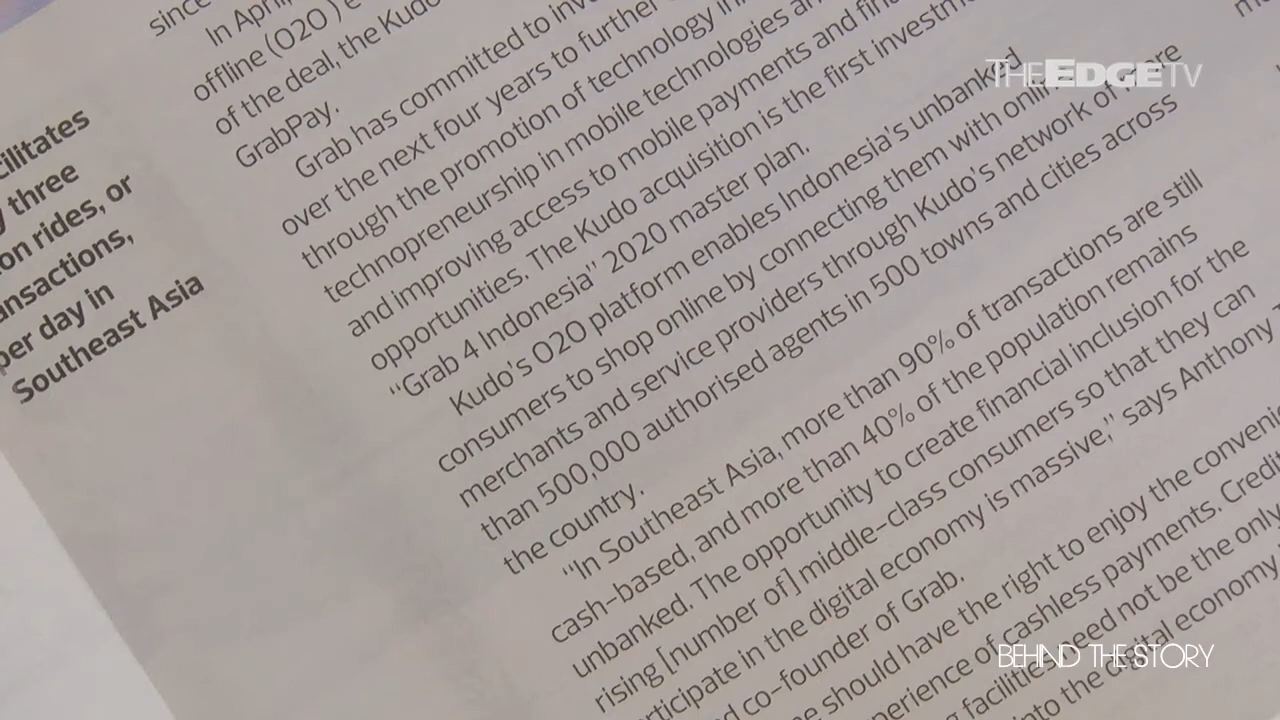 THEEDGETV
since
In April
offline (O2O) e
of the deal, the Kudo
GrabPay.
Grab has committed to inv
over the next four years to further
through the promotion of technology in
technopreneurship in mobile technologies an
and improving access to mobile payments and fin
opportunities. The Kudo acquisition is the first investm
“Grab 4 Indonesia” 2020 master plan.
Kudo’s O2O platform enables Indonesia’s unbanked
consumers to shop online by connecting them with online
merchants and service providers through Kudo’s network of more
than 500,000 authorised agents in 500 towns and cities across
the country.
“In Southeast Asia, more than 90% of transactions are still
cash-based, and more than 40% of the population remains
unbanked. The opportunity to create financial inclusion for the
rising [number of] middle-class consumers so that they can
rticipate in the digital economy is massive,” says Anthony
d co-founder of Grab.
e should have the right to enjoy the conveni
perience of cashless payments. Credit
g facilities need not be the only
into the digital economy
cilitates
y three
on rides, or
ansactions,
per day in
Southeast Asia
BEHIND THE STORY